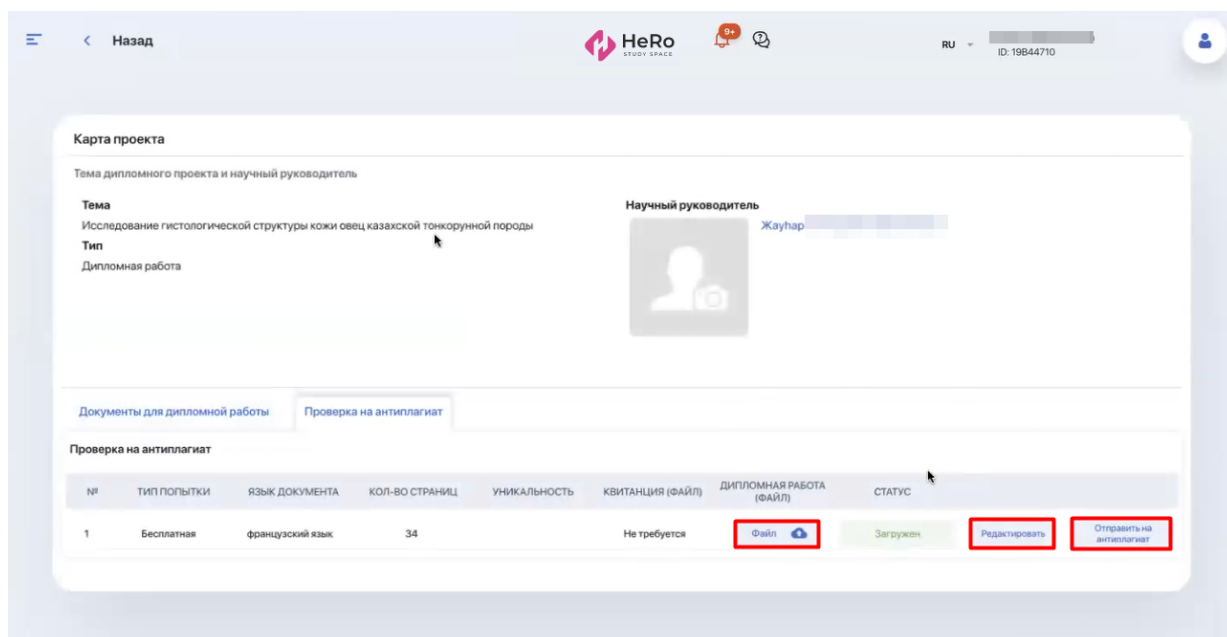 Назад
HeRo
STUDY SPACE
9+
RU
ID: 19B44710
Карта проекта
Тема дипломного проекта и научный руководитель
Тема
Исследование гистологической структуры кожи овец казахской тонкорунной породы
Тип
Дипломная работа
Научный руководитель
Жауһар
Документы для дипломной работы
Проверка на антиплагиат
Проверка на антиплагиат
№ ТИП ПОПЫТКИ ЯЗЫК ДОКУМЕНТА КОЛ-ВО СТРАНИЦ УНИКАЛЬНОСТЬ КВИТАНЦИЯ (ФАЙЛ) ДИПЛОМНАЯ РАБОТА (ФАЙЛ) СТАТУС
1 Бесплатная французский язык 34 Не требуется Файл Загружен Редактировать Отправить на антиплагиат